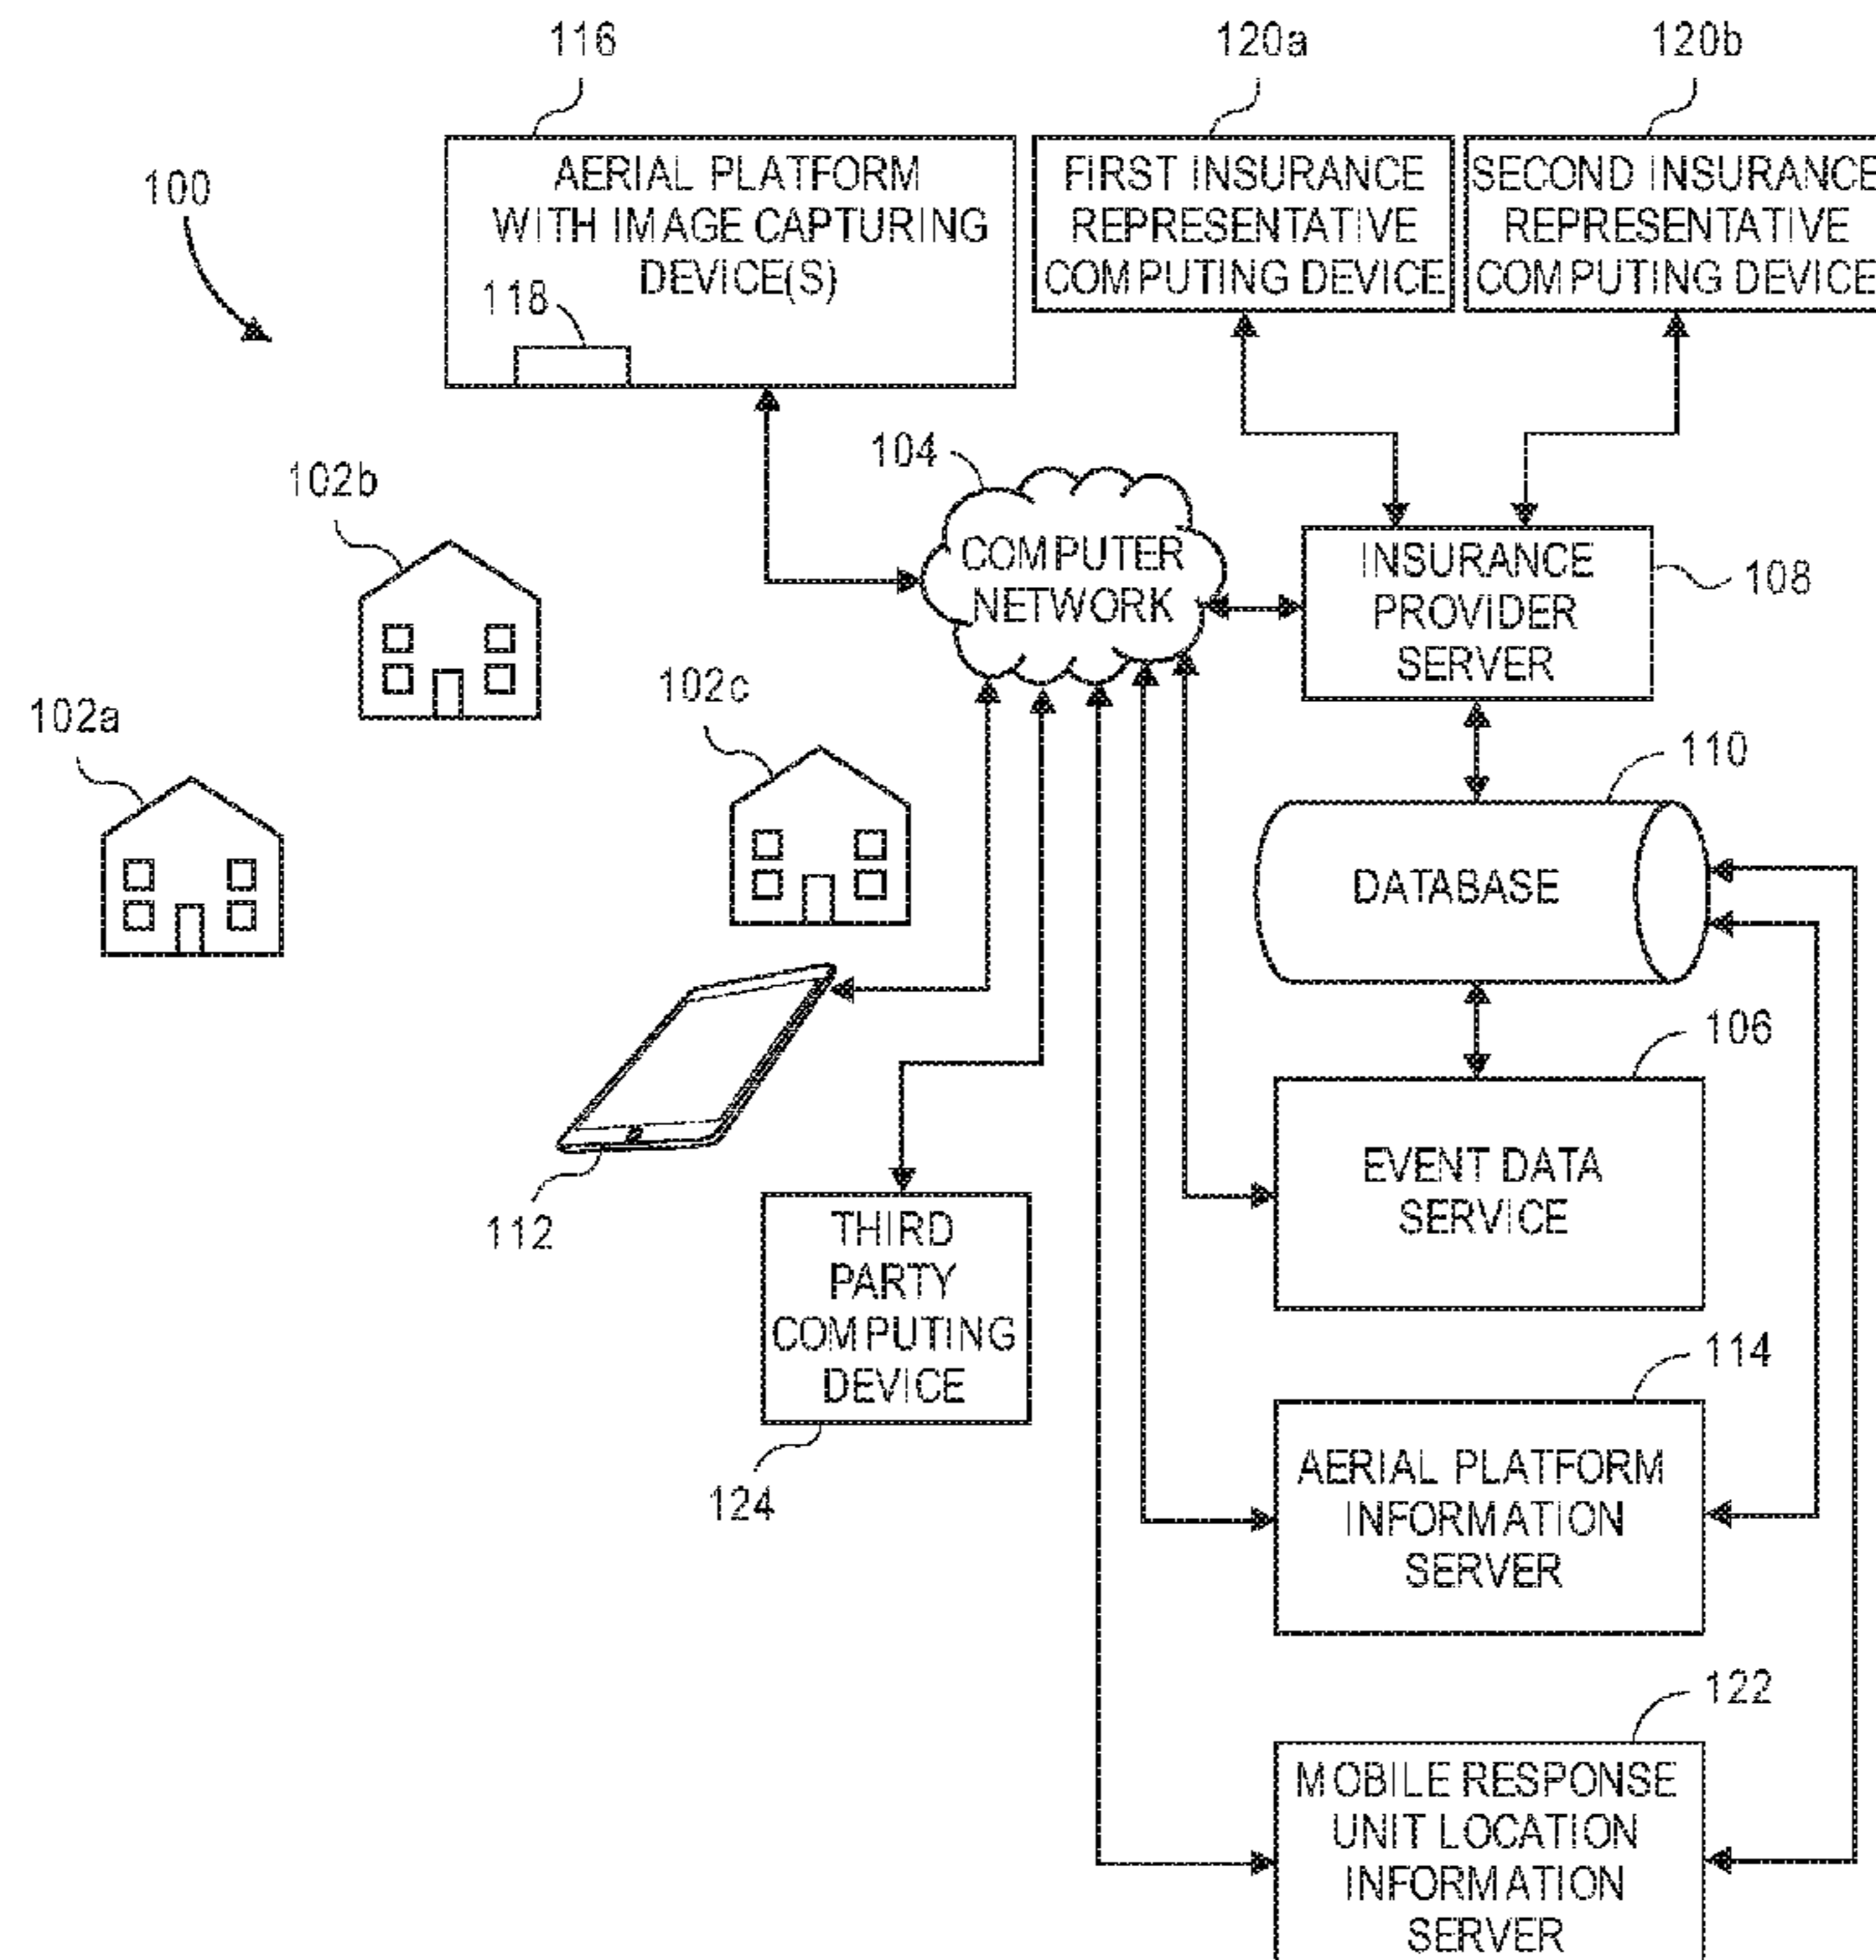 116
120a
120b
100
AERIAL PLATFORM
WITH IMAGE CAPTURING
DEVICE(S)
118
FIRST INSURANCE
REPRESENTATIVE
COMPUTING DEVICE
SECOND INSURANCE
REPRESENTATIVE
COMPUTING DEVICE
104
102b
COMPUTER
NETWORK
INSURANCE
PROVIDER
SERVER
108
102a
102c
110
DATABASE
106
EVENT DATA
SERVICE
112
THIRD
PARTY
COMPUTING
DEVICE
124
114
AERIAL PLATFORM
INFORMATION
SERVER
122
MOBILE RESPONSE
UNIT LOCATION
INFORMATION
SERVER